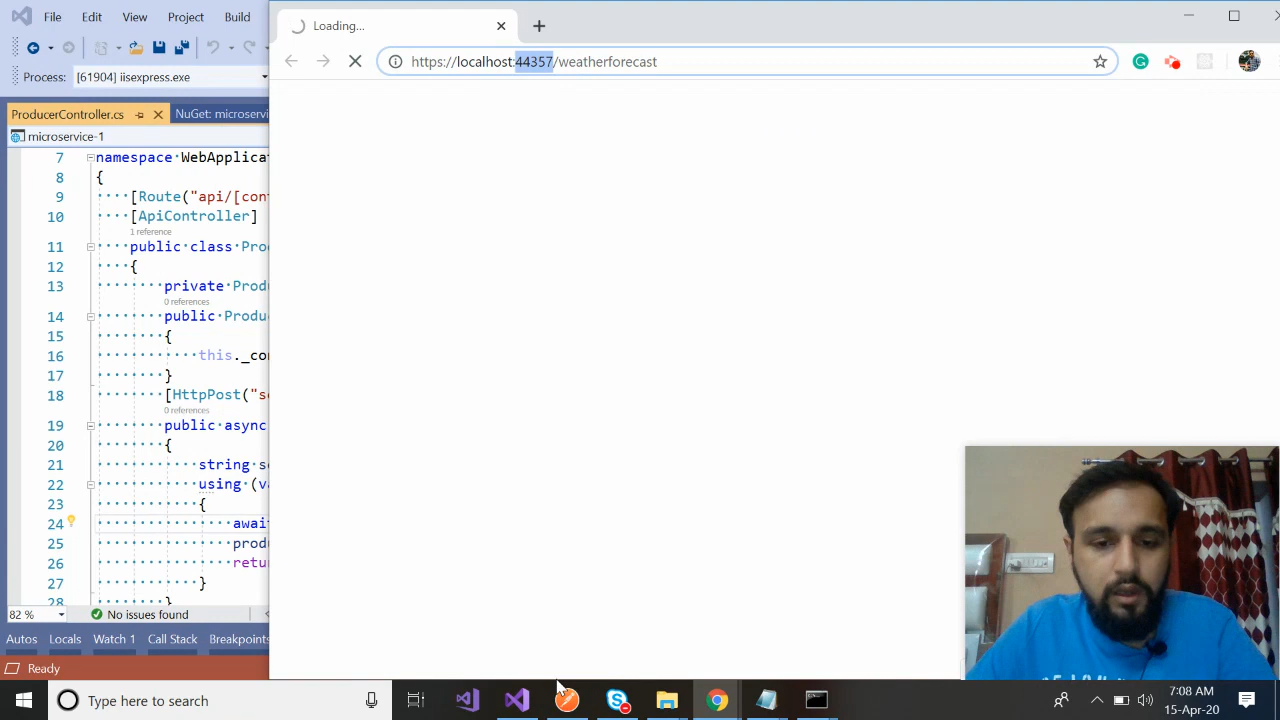 File Edit View Project Build
Process: [61904] iisexpress.exe
ProducerController.cs NuGet: microservi
microservice-1
7 namespace WebApplica
8 {
9 [Route("api/[con
10 [ApiController]
1 reference
11 public class Pro
12 {
13 private Prod
0 references
14 public Produ
15 {
16 this._co
17 }
18 [HttpPost("s
0 references
19 public async
20 {
21 string se
22 using (va
23 {
24 awai
25 prod
26 retu
27 }
28 }
82 % No issues found
Autos Locals Watch 1 Call Stack Breakpoints
Ready
Loading...
https://localhost:44357/weatherforecast
Type here to search
7:08 AM
15-Apr-20